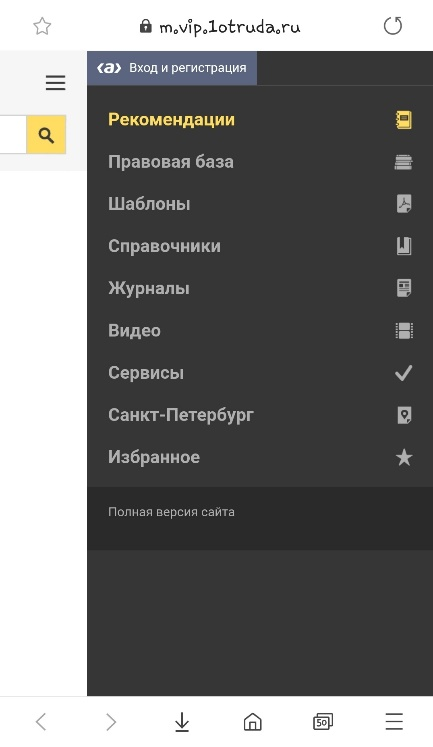 m.vip.1otruda.ru
‹a› Вход и регистрация
Рекомендации
Правовая база
Шаблоны
Справочники
Журналы
Видео
Сервисы
Санкт-Петербург
Избранное
Полная версия сайта
50